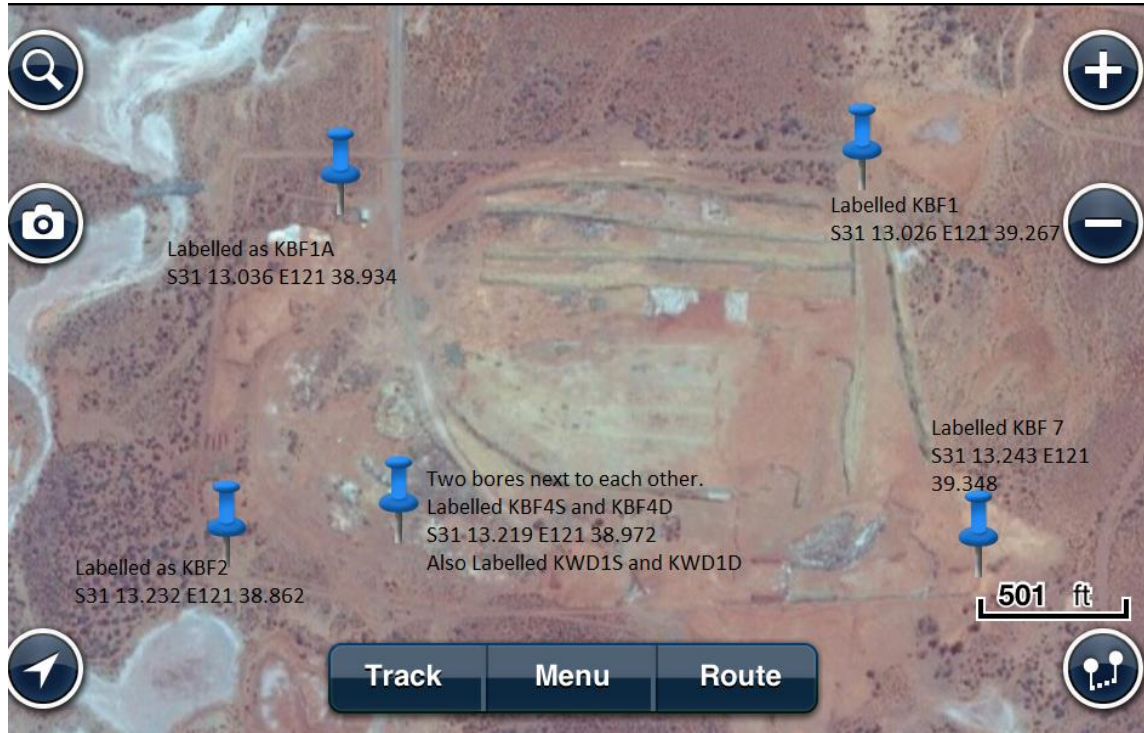 Labelled KBF1
S31 13.026 E121 39.267
Labelled as KBF1A
S31 13.036 E121 38.934
Labelled KBF 7
S31 13.243 E121
39.348
Two bores next to each other.
Labelled KBF4S and KBF4D
S31 13.219 E121 38.972
Also Labelled KWD1S and KWD1D
Labelled as KBF2
S31 13.232 E121 38.862
501 ft
Track Menu Route